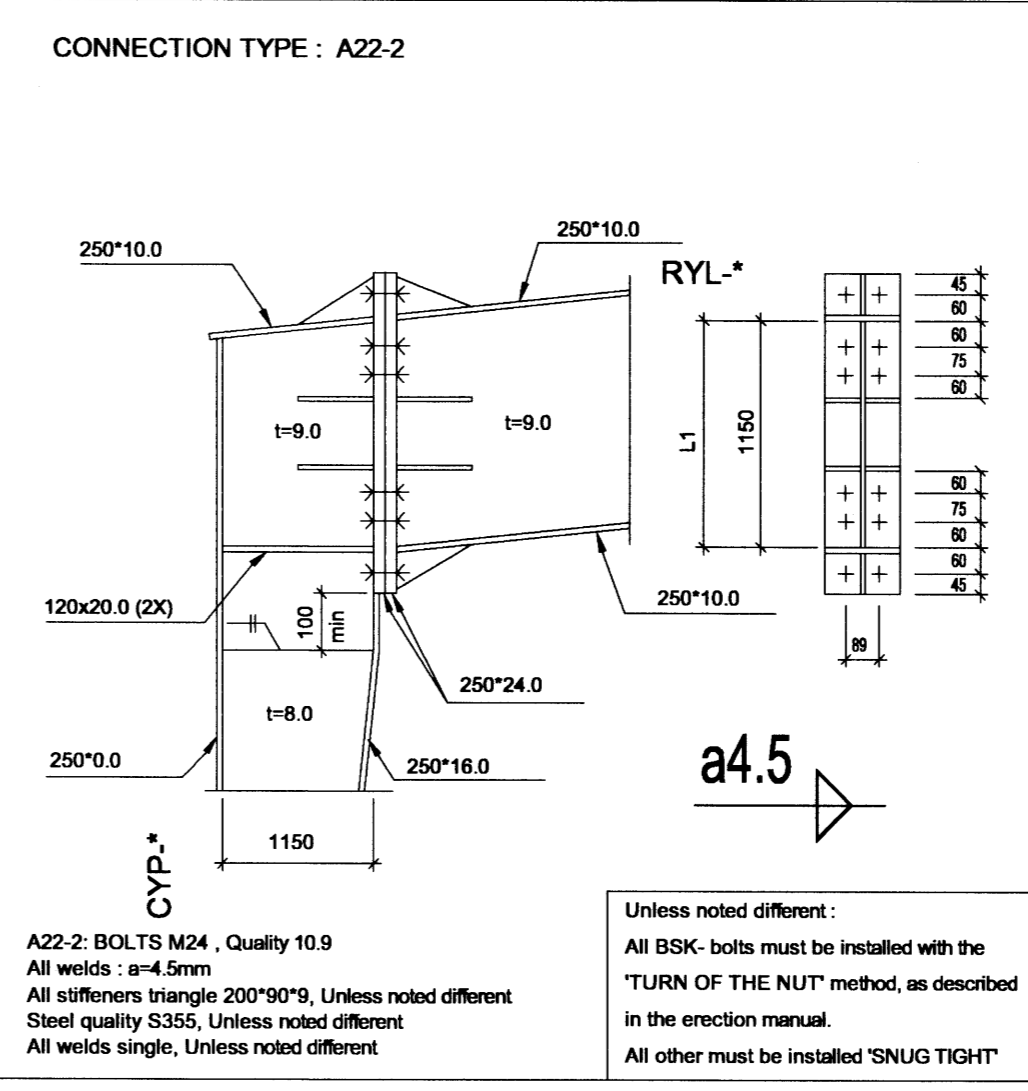 CONNECTION TYPE : A22-2
250*10.0
250*10.0
RYL-*
45
60
60
75
60
t=9.0
t=9.0
L1
1150
60
75
60
60
45
120x20.0 (2X)
100
min
250*10.0
89
250*24.0
t=8.0
a4.5
250*0.0
250*16.0
1150
CYP-*
A22-2: BOLTS M24 , Quality 10.9
All welds : a=4.5mm
All stiffeners triangle 200*90*9, Unless noted different
Steel quality S355, Unless noted different
All welds single, Unless noted different
Unless noted different :
All BSK- bolts must be installed with the
'TURN OF THE NUT' method, as described
in the erection manual.
All other must be installed 'SNUG TIGHT'